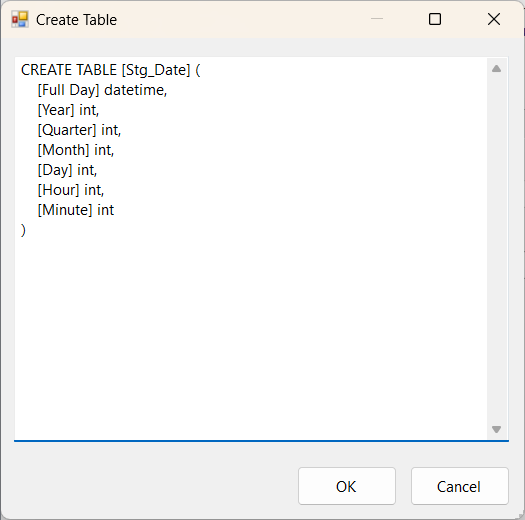 Create Table
CREATE TABLE [Stg_Date] (
    [Full Day] datetime,
    [Year] int,
    [Quarter] int,
    [Month] int,
    [Day] int,
    [Hour] int,
    [Minute] int
)
OK
Cancel